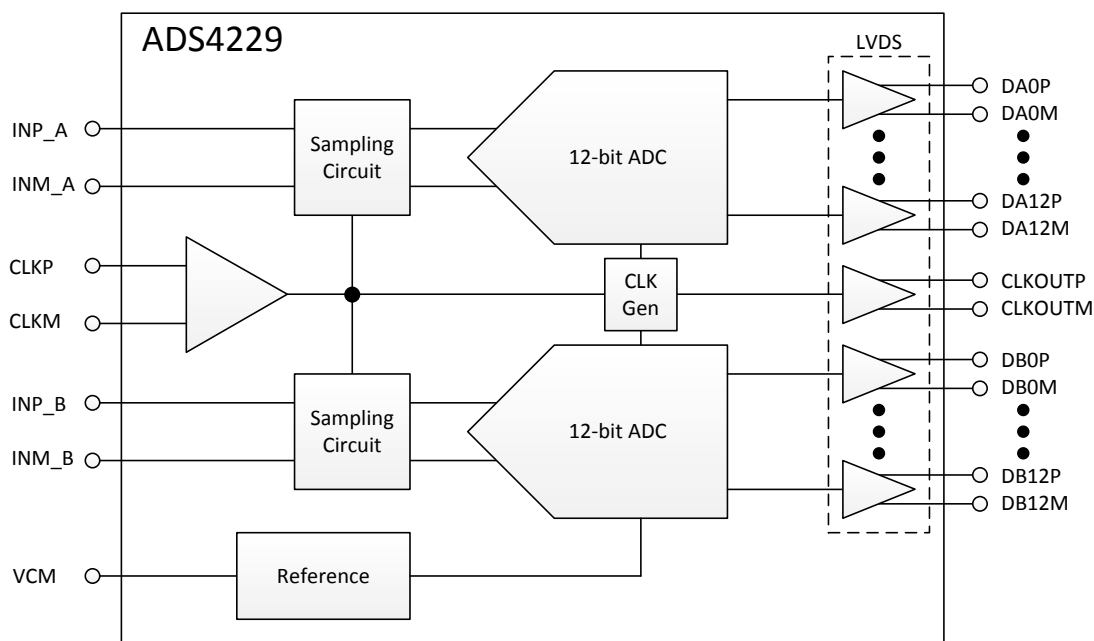 ADS4229
LVDS
DA0P
INP_A
DA0M
Sampling
Circuit
12-bit ADC
INM_A
DA12P
DA12M
CLKP
CLK
Gen
CLKOUTP
CLKM
CLKOUTM
DB0P
DB0M
INP_B
Sampling
Circuit
12-bit ADC
INM_B
DB12P
DB12M
VCM
Reference